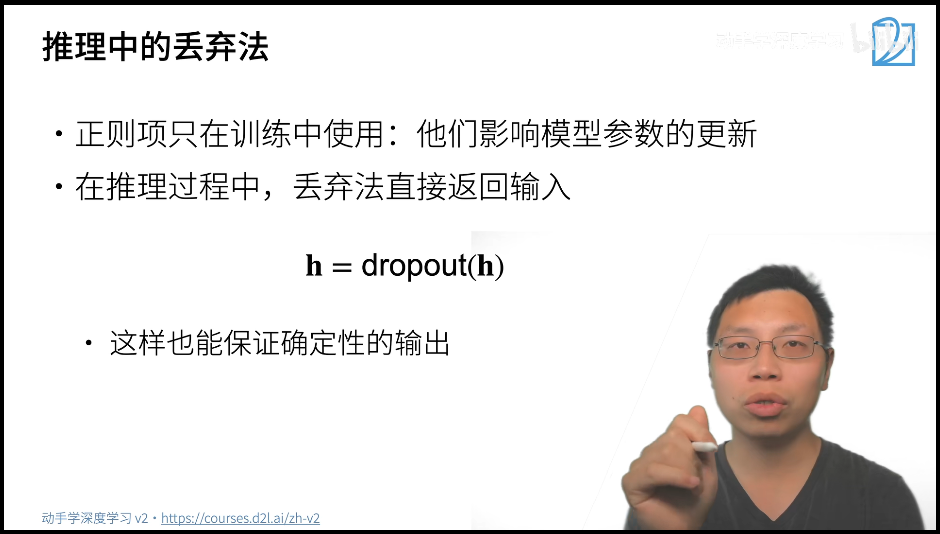 推理中的丢弃法
• 正则项只在训练中使用：他们影响模型参数的更新
• 在推理过程中，丢弃法直接返回输入
h = dropout(h)
• 这样也能保证确定性的输出
动手学深度学习 v2 • https://courses.d2l.ai/zh-v2